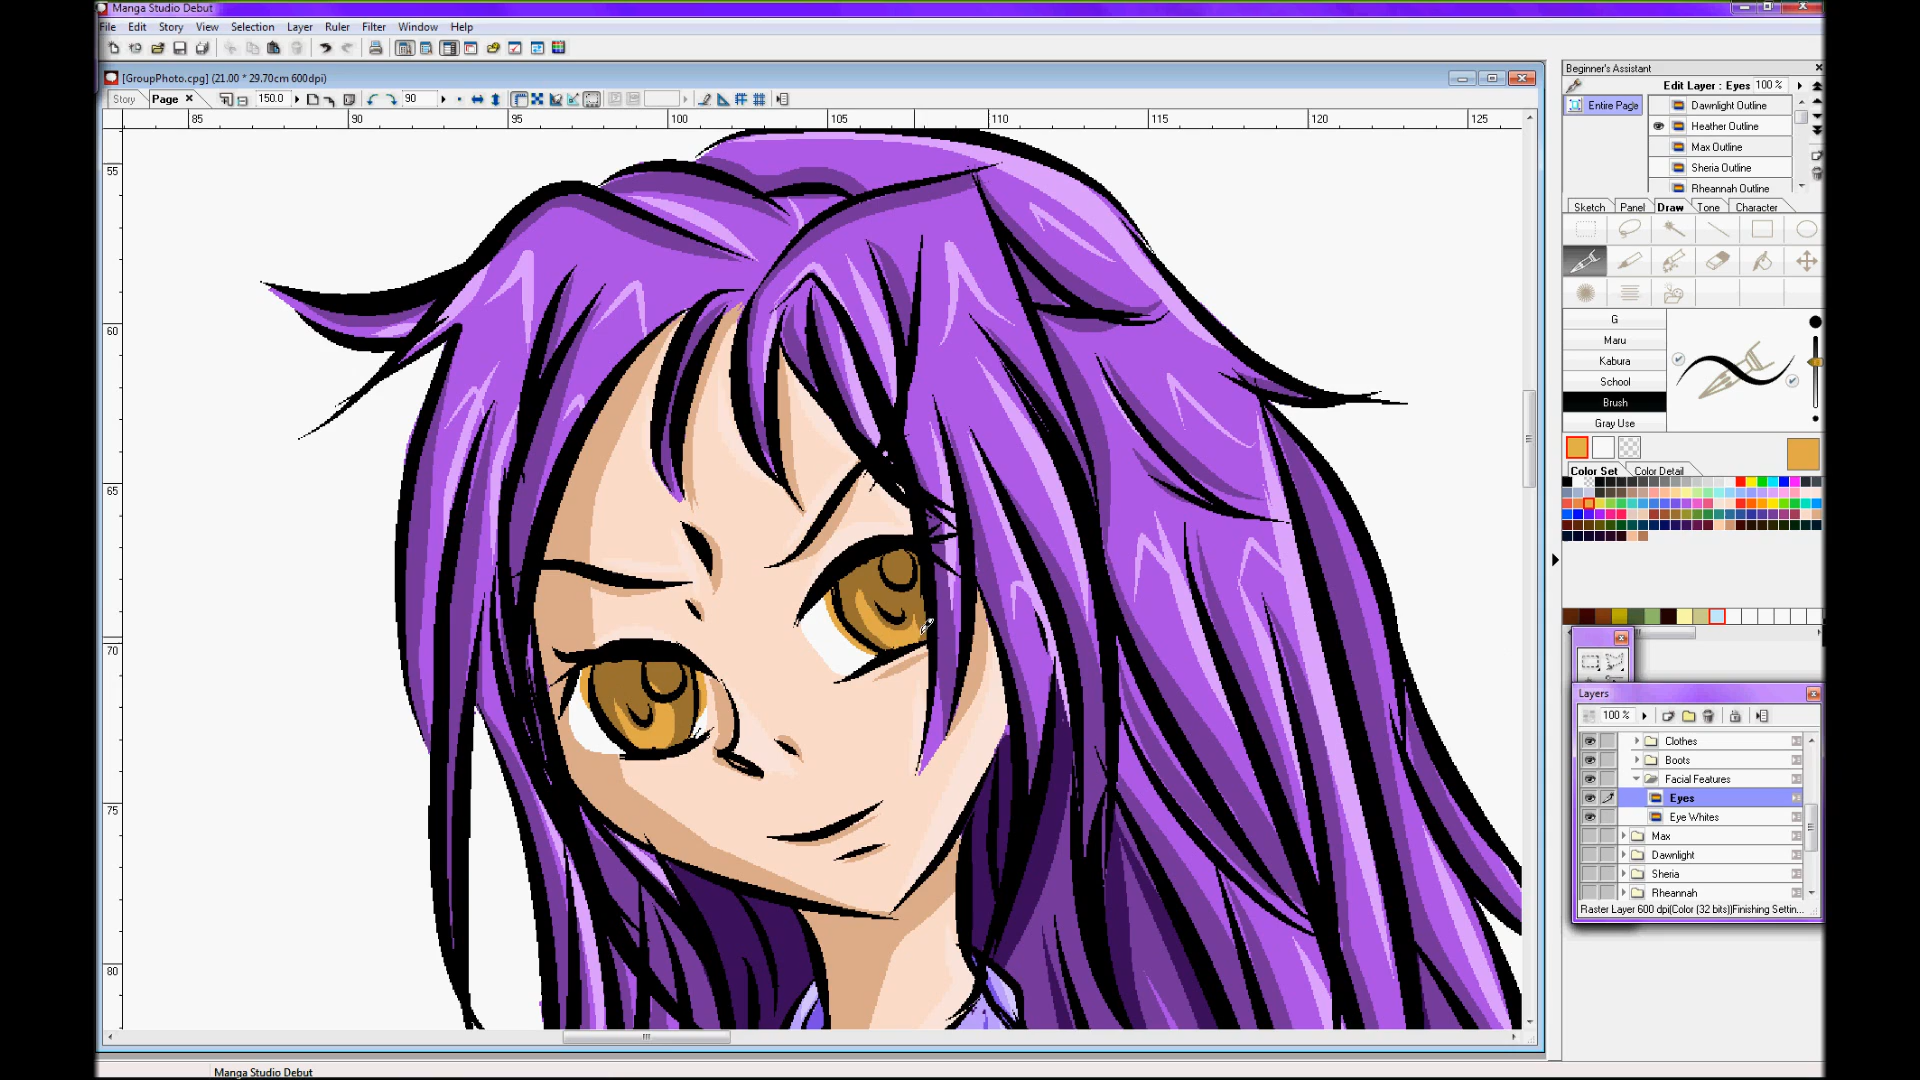 Manga Studio Debut
File Edit Story View Selection Layer Ruler Filter Window Help
[GroupPhoto.cpg] (21.00 * 29.70cm 600dpi)
Story Page 150.0 90
85 90 95 100 105 110 115 120 125
55
60
65
70
75
80
Beginner's Assistant
Edit Layer : Eyes 100 %
Entire Page
Dawnlight Outline
Heather Outline
Max Outline
Sheria Outline
Rheannah Outline
Sketch Panel Draw Tone Character
G
Maru
Kabura
School
Brush
Gray Use
Color Set Color Detail
Layers
100 %
Clothes
Boots
Facial Features
Eyes
Eye Whites
Max
Dawnlight
Sheria
Rheannah
Raster Layer 600 dpi(Color (32 bits))Finishing Settin...
Manga Studio Debut